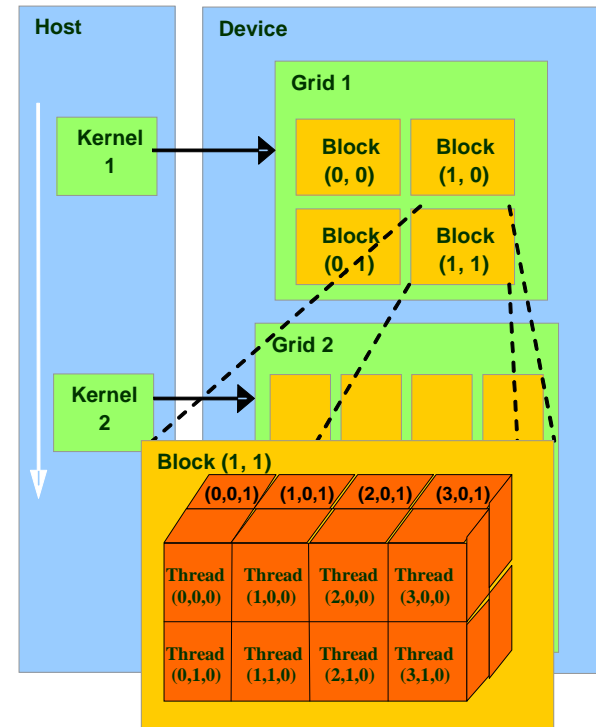 Host
Device
Grid 1
Kernel
1
Block
(0, 0)
Block
(1, 0)
Block
(0, 1)
Block
(1, 1)
Grid 2
Kernel
2
Block (1, 1)
(0,0,1)
(1,0,1)
(2,0,1)
(3,0,1)
Thread
(0,0,0)
Thread
(1,0,0)
Thread
(2,0,0)
Thread
(3,0,0)
Thread
(0,1,0)
Thread
(1,1,0)
Thread
(2,1,0)
Thread
(3,1,0)